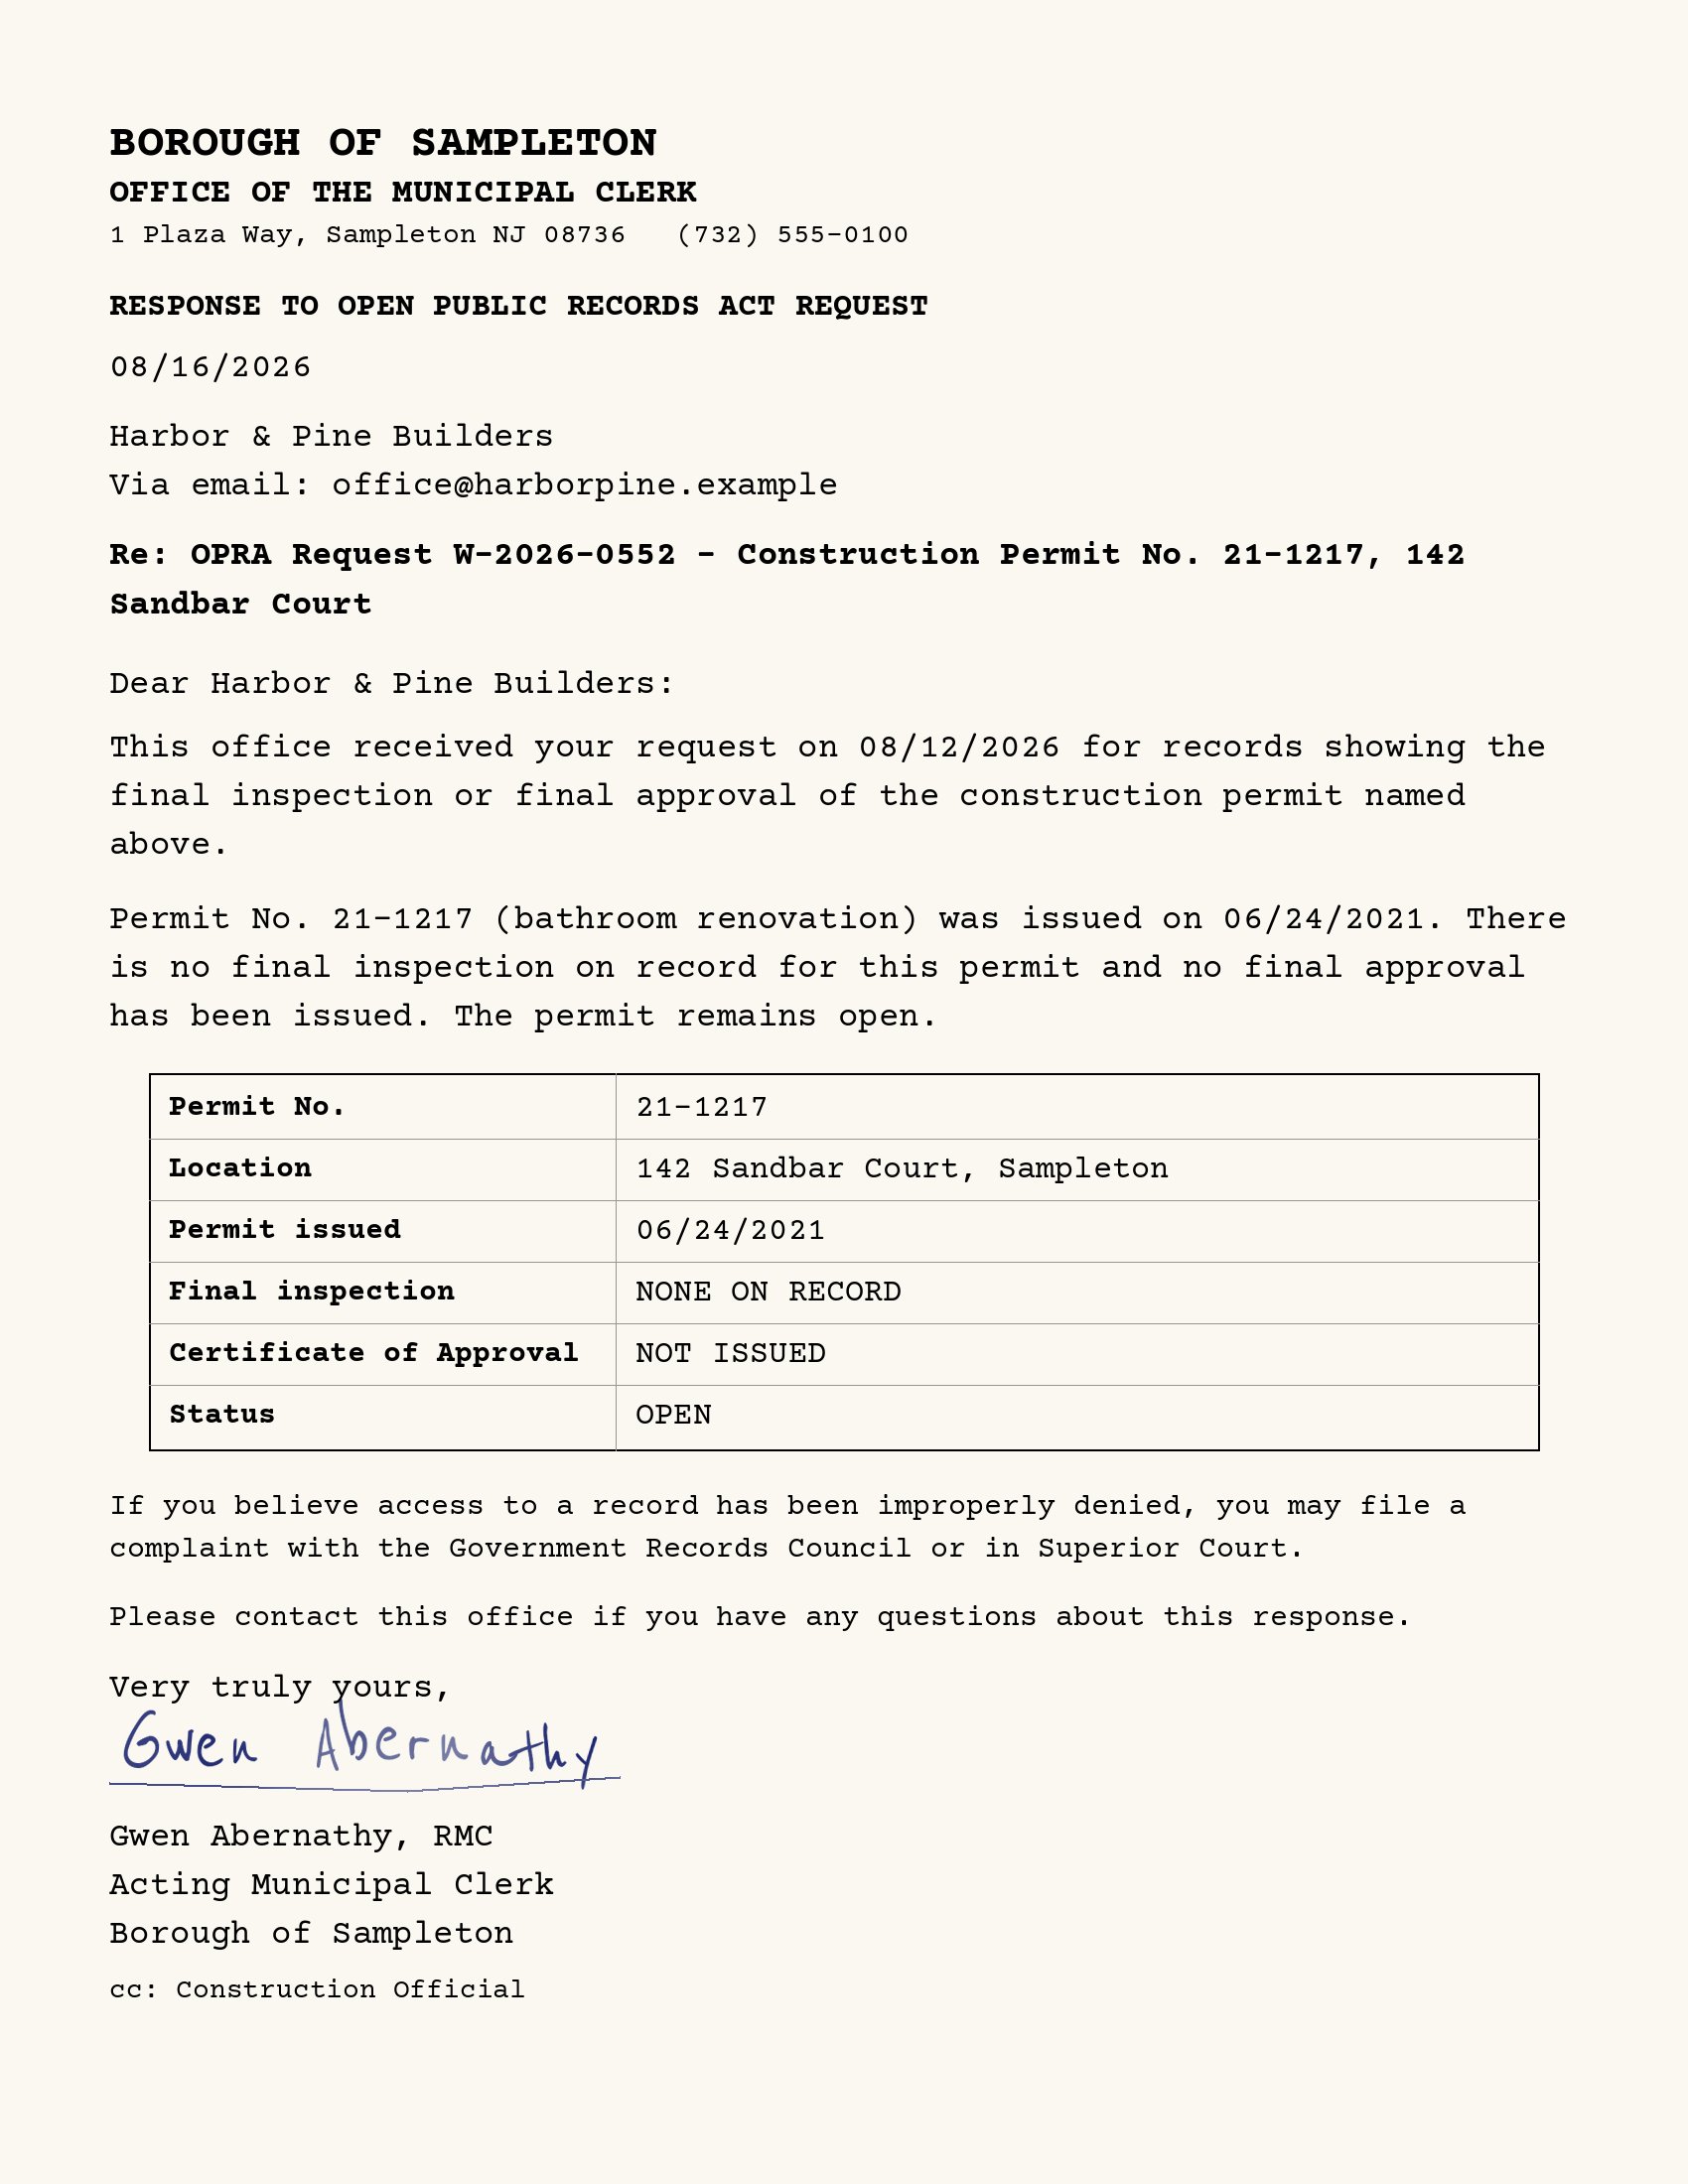 BOROUGH OF SAMPLETON
OFFICE OF THE MUNICIPAL CLERK
1 Plaza Way, Sampleton NJ 08736   (732) 555-0100
RESPONSE TO OPEN PUBLIC RECORDS ACT REQUEST
08/16/2026
Harbor & Pine Builders
Via email: office@harborpine.example
Re: OPRA Request W-2026-0552 - Construction Permit No. 21-1217, 142
Sandbar Court
Dear Harbor & Pine Builders:
This office received your request on 08/12/2026 for records showing the
final inspection or final approval of the construction permit named
above.
Permit No. 21-1217 (bathroom renovation) was issued on 06/24/2021. There
is no final inspection on record for this permit and no final approval
has been issued. The permit remains open.
Permit No. 21-1217
Location 142 Sandbar Court, Sampleton
Permit issued 06/24/2021
Final inspection NONE ON RECORD
Certificate of Approval NOT ISSUED
Status OPEN
If you believe access to a record has been improperly denied, you may file a
complaint with the Government Records Council or in Superior Court.
Please contact this office if you have any questions about this response.
Very truly yours,
Gwen Abernathy
Gwen Abernathy, RMC
Acting Municipal Clerk
Borough of Sampleton
cc: Construction Official